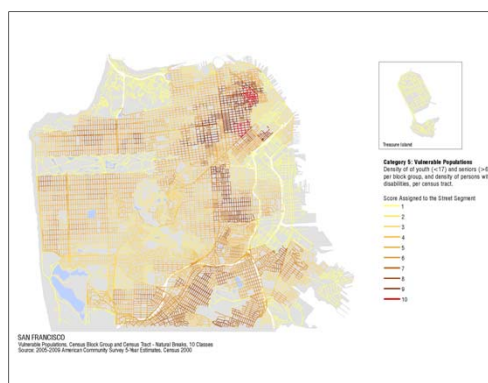 Treasure Island
Category 5: Vulnerable Populations
Density of of youth (<17) and seniors (>6
per block group, and density of persons wit
disabilities, per census tract.
Score Assigned to the Street Segment
1
2
3
4
5
6
7
8
9
10
SAN FRANCISCO
Vulnerable Populations, Census Block Group and Census Tract - Natural Breaks, 10 Classes
Source: 2005-2009 American Community Survey 5-Year Estimates, Census 2000